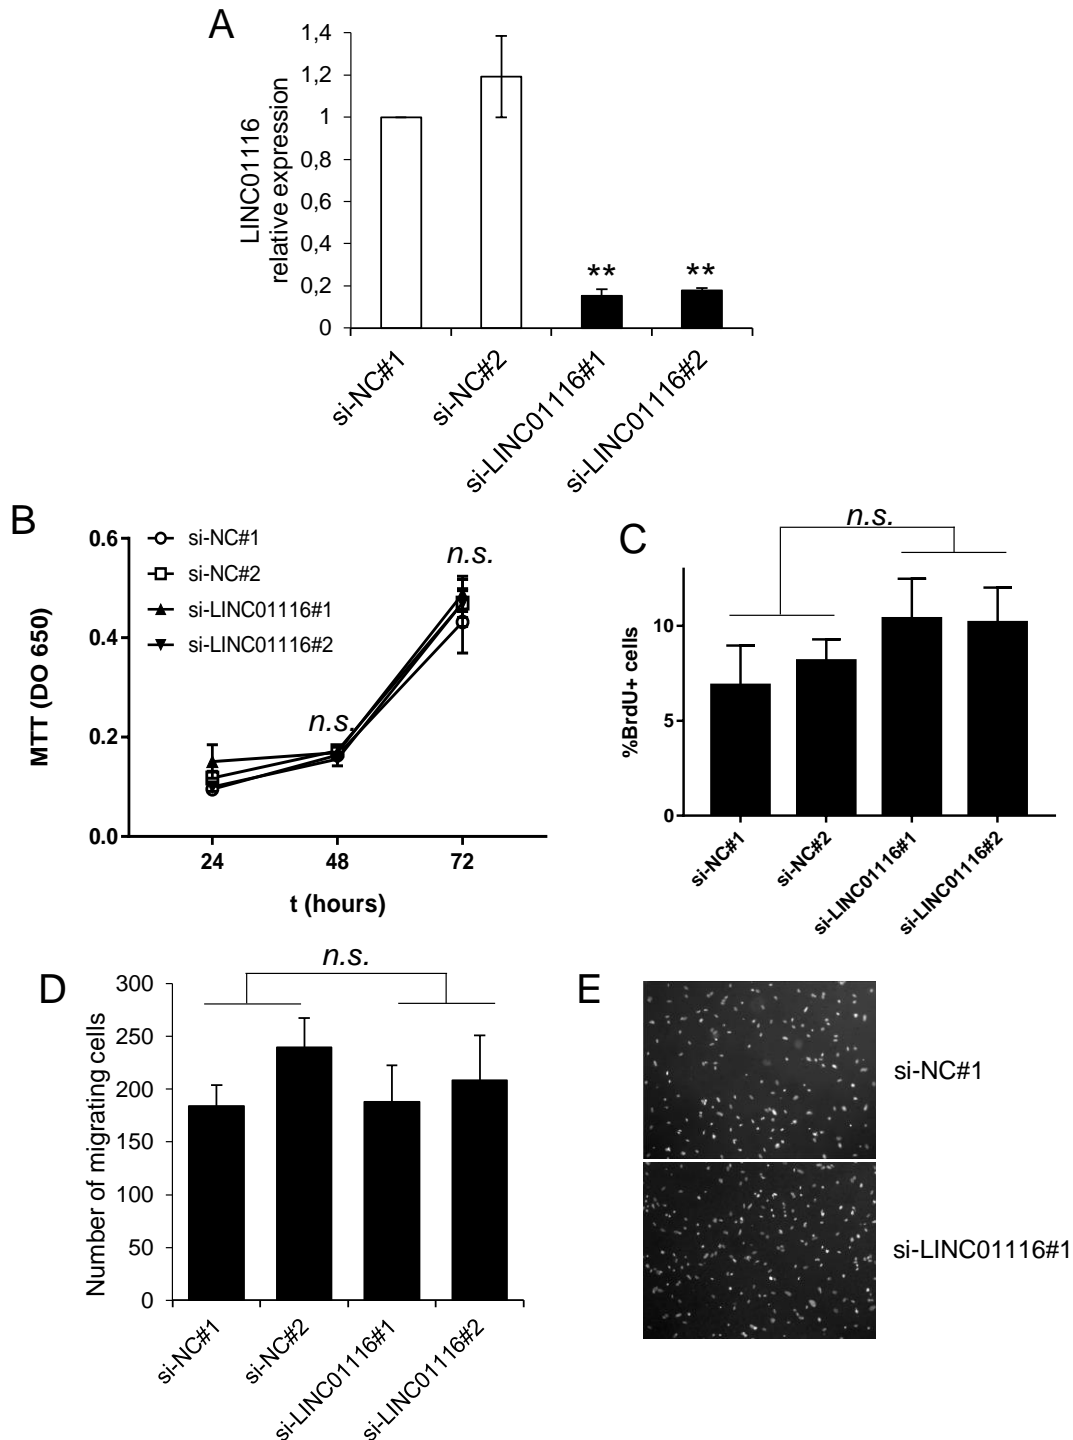 A
LINC01116
relative expression
1,4
1,2
1
0,8
0,6
0,4
0,2
0
**
**
si-NC#1
si-NC#2
si-LINC01116#1
si-LINC01116#2
B
MTT (DO 650)
0.6
0.4
0.2
0.0
si-NC#1
si-NC#2
si-LINC01116#1
si-LINC01116#2
n.s.
n.s.
24
48
72
t (hours)
C
n.s.
%BrdU+ cells
10
5
0
si-NC#1
si-NC#2
si-LINC01116#1
si-LINC01116#2
D
n.s.
Number of migrating cells
300
250
200
150
100
50
0
si-NC#1
si-NC#2
si-LINC01116#1
si-LINC01116#2
E
si-NC#1
si-LINC01116#1